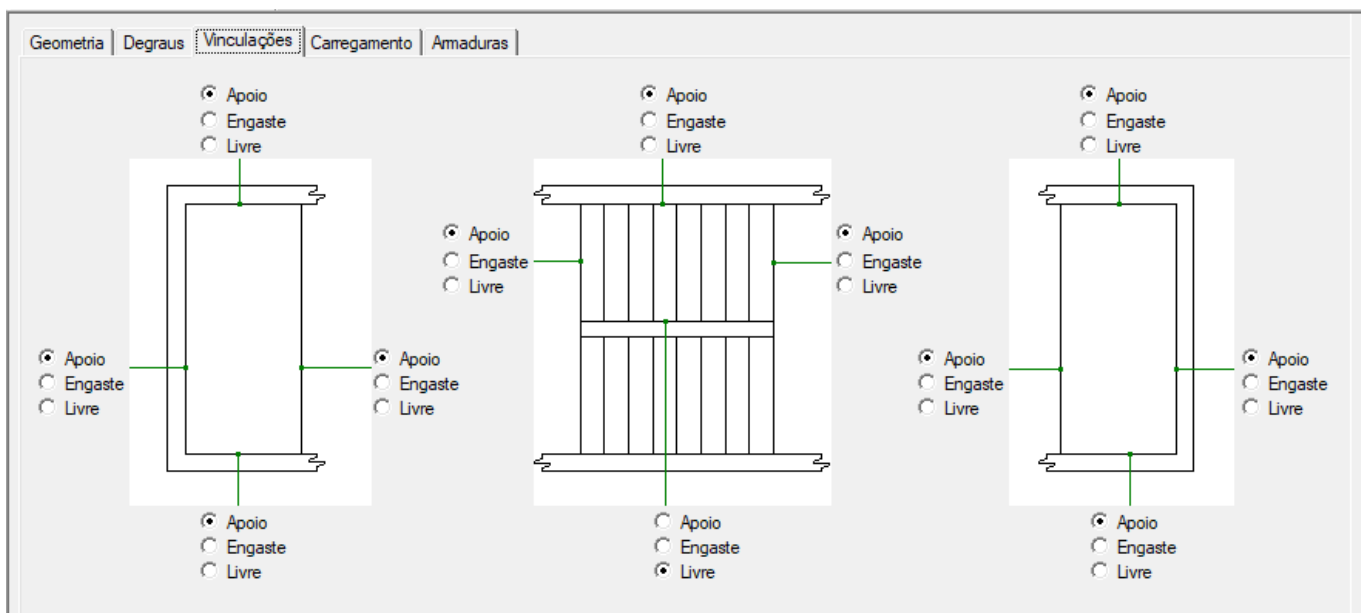 Geometria Degraus Vinculações Carregamento Armaduras
Apoio Apoio Apoio
Engaste Engaste Engaste
Livre Livre Livre
Apoio Apoio
Engaste Engaste
Livre Livre
Apoio Apoio Apoio Apoio
Engaste Engaste Engaste Engaste
Livre Livre Livre Livre
Apoio Apoio Apoio
Engaste Engaste Engaste
Livre Livre Livre